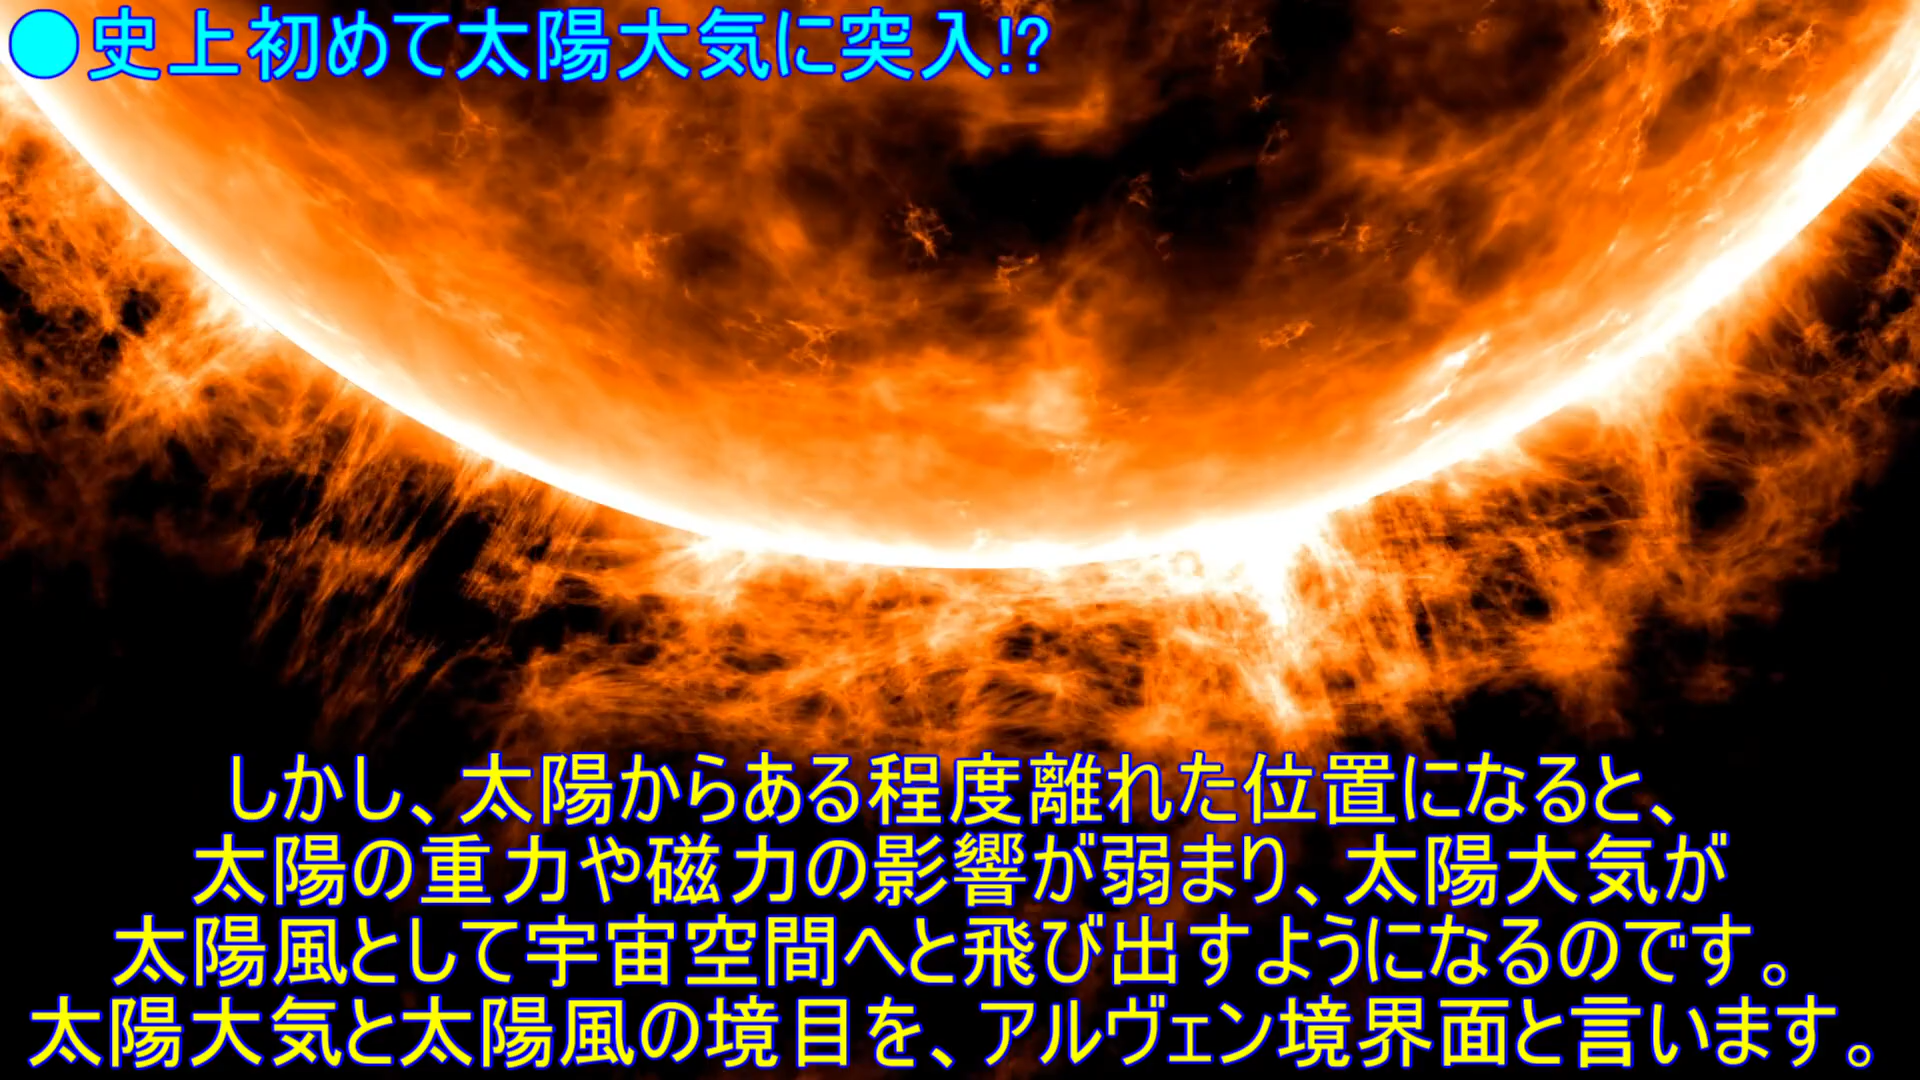 ●史上初めて太陽大気に突入!?
しかし、太陽からある程度離れた位置になると、
太陽の重力や磁力の影響が弱まり、太陽大気が
太陽風として宇宙空間へと飛び出すようになるのです。
太陽大気と太陽風の境目を、アルヴェン境界面と言います。